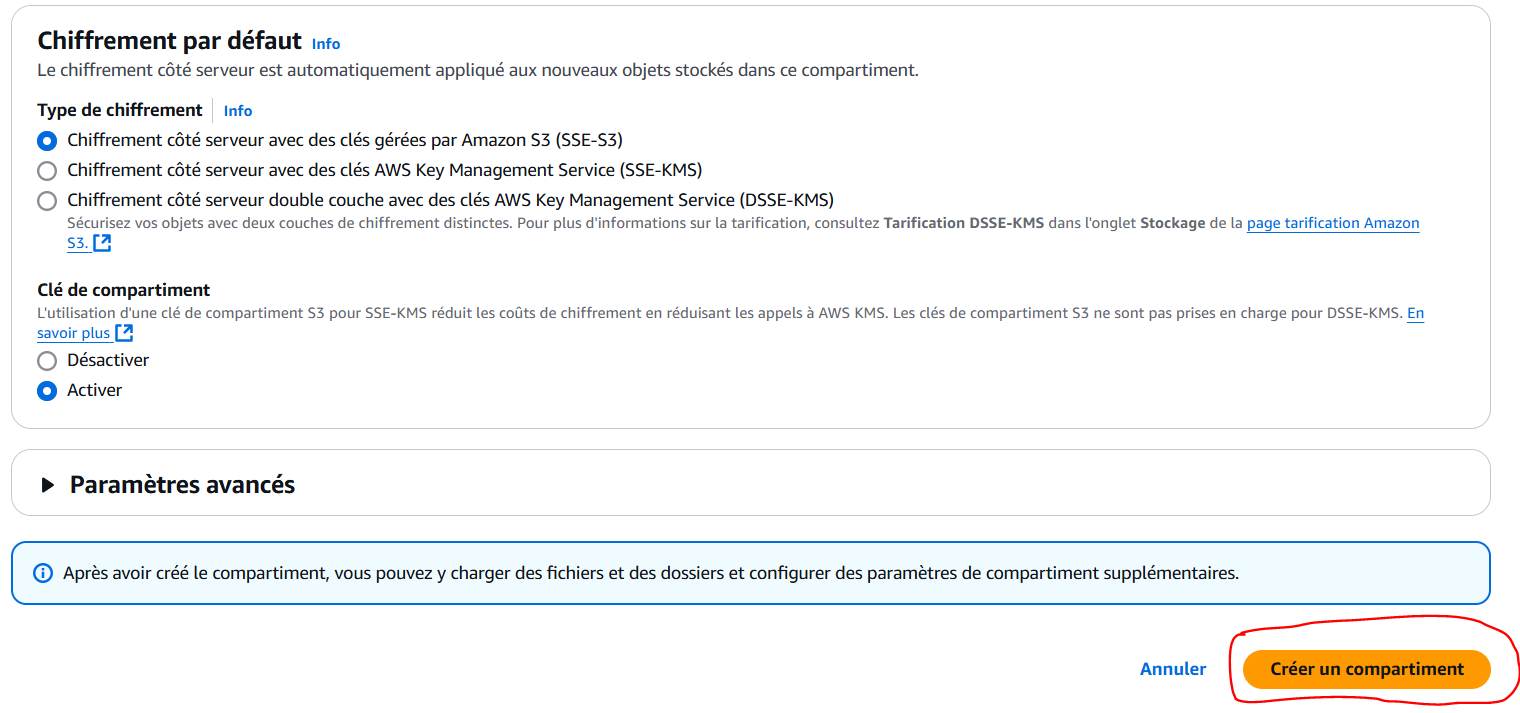 Chiffrement par défaut Info
Le chiffrement côté serveur est automatiquement appliqué aux nouveaux objets stockés dans ce compartiment.
Type de chiffrement Info
Chiffrement côté serveur avec des clés gérées par Amazon S3 (SSE-S3)
Chiffrement côté serveur avec des clés AWS Key Management Service (SSE-KMS)
Chiffrement côté serveur double couche avec des clés AWS Key Management Service (DSSE-KMS)
Sécurisez vos objets avec deux couches de chiffrement distinctes. Pour plus d'informations sur la tarification, consultez Tarification DSSE-KMS dans l'onglet Stockage de la page tarification Amazon
S3.
Clé de compartiment
L'utilisation d'une clé de compartiment S3 pour SSE-KMS réduit les coûts de chiffrement en réduisant les appels à AWS KMS. Les clés de compartiment S3 ne sont pas prises en charge pour DSSE-KMS. En
savoir plus
Désactiver
Activer
Paramètres avancés
Après avoir créé le compartiment, vous pouvez y charger des fichiers et des dossiers et configurer des paramètres de compartiment supplémentaires.
Annuler Créer un compartiment